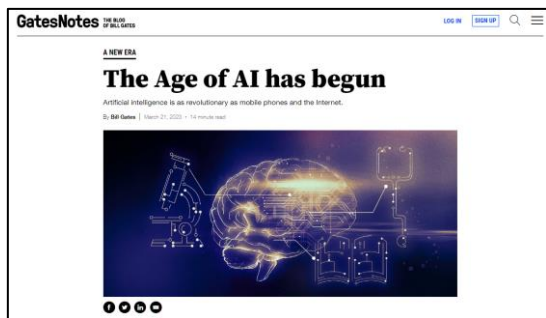 GatesNotes THE BLOG OF BILL GATES LOG IN SIGN UP
A NEW ERA
The Age of AI has begun
Artificial intelligence is as revolutionary as mobile phones and the Internet.
By Bill Gates | March 21, 2023 • 14 minute read